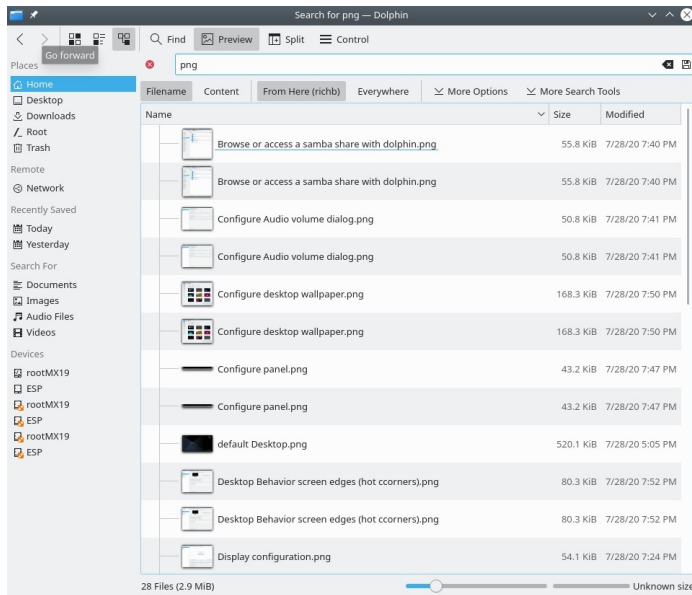 Search for png — Dolphin
Find Preview Split Control
Go forward
Places
Home
Desktop
Downloads
Root
Trash
Remote
Network
Recently Saved
Today
Yesterday
Search For
Documents
Images
Audio Files
Videos
Devices
rootMX19
ESP
rootMX19
ESP
rootMX19
ESP
png
Filename Content From Here (richb) Everywhere More Options More Search Tools
Name Size Modified
Browse or access a samba share with dolphin.png 55.8 KiB 7/28/20 7:40 PM
Browse or access a samba share with dolphin.png 55.8 KiB 7/28/20 7:40 PM
Configure Audio volume dialog.png 50.8 KiB 7/28/20 7:41 PM
Configure Audio volume dialog.png 50.8 KiB 7/28/20 7:41 PM
Configure desktop wallpaper.png 168.3 KiB 7/28/20 7:50 PM
Configure desktop wallpaper.png 168.3 KiB 7/28/20 7:50 PM
Configure panel.png 43.2 KiB 7/28/20 7:47 PM
Configure panel.png 43.2 KiB 7/28/20 7:47 PM
default Desktop.png 520.1 KiB 7/28/20 5:05 PM
Desktop Behavior screen edges (hot ccorners).png 80.3 KiB 7/28/20 7:52 PM
Desktop Behavior screen edges (hot ccorners).png 80.3 KiB 7/28/20 7:52 PM
Display configuration.png 54.1 KiB 7/28/20 7:24 PM
28 Files (2.9 MiB) Unknown size